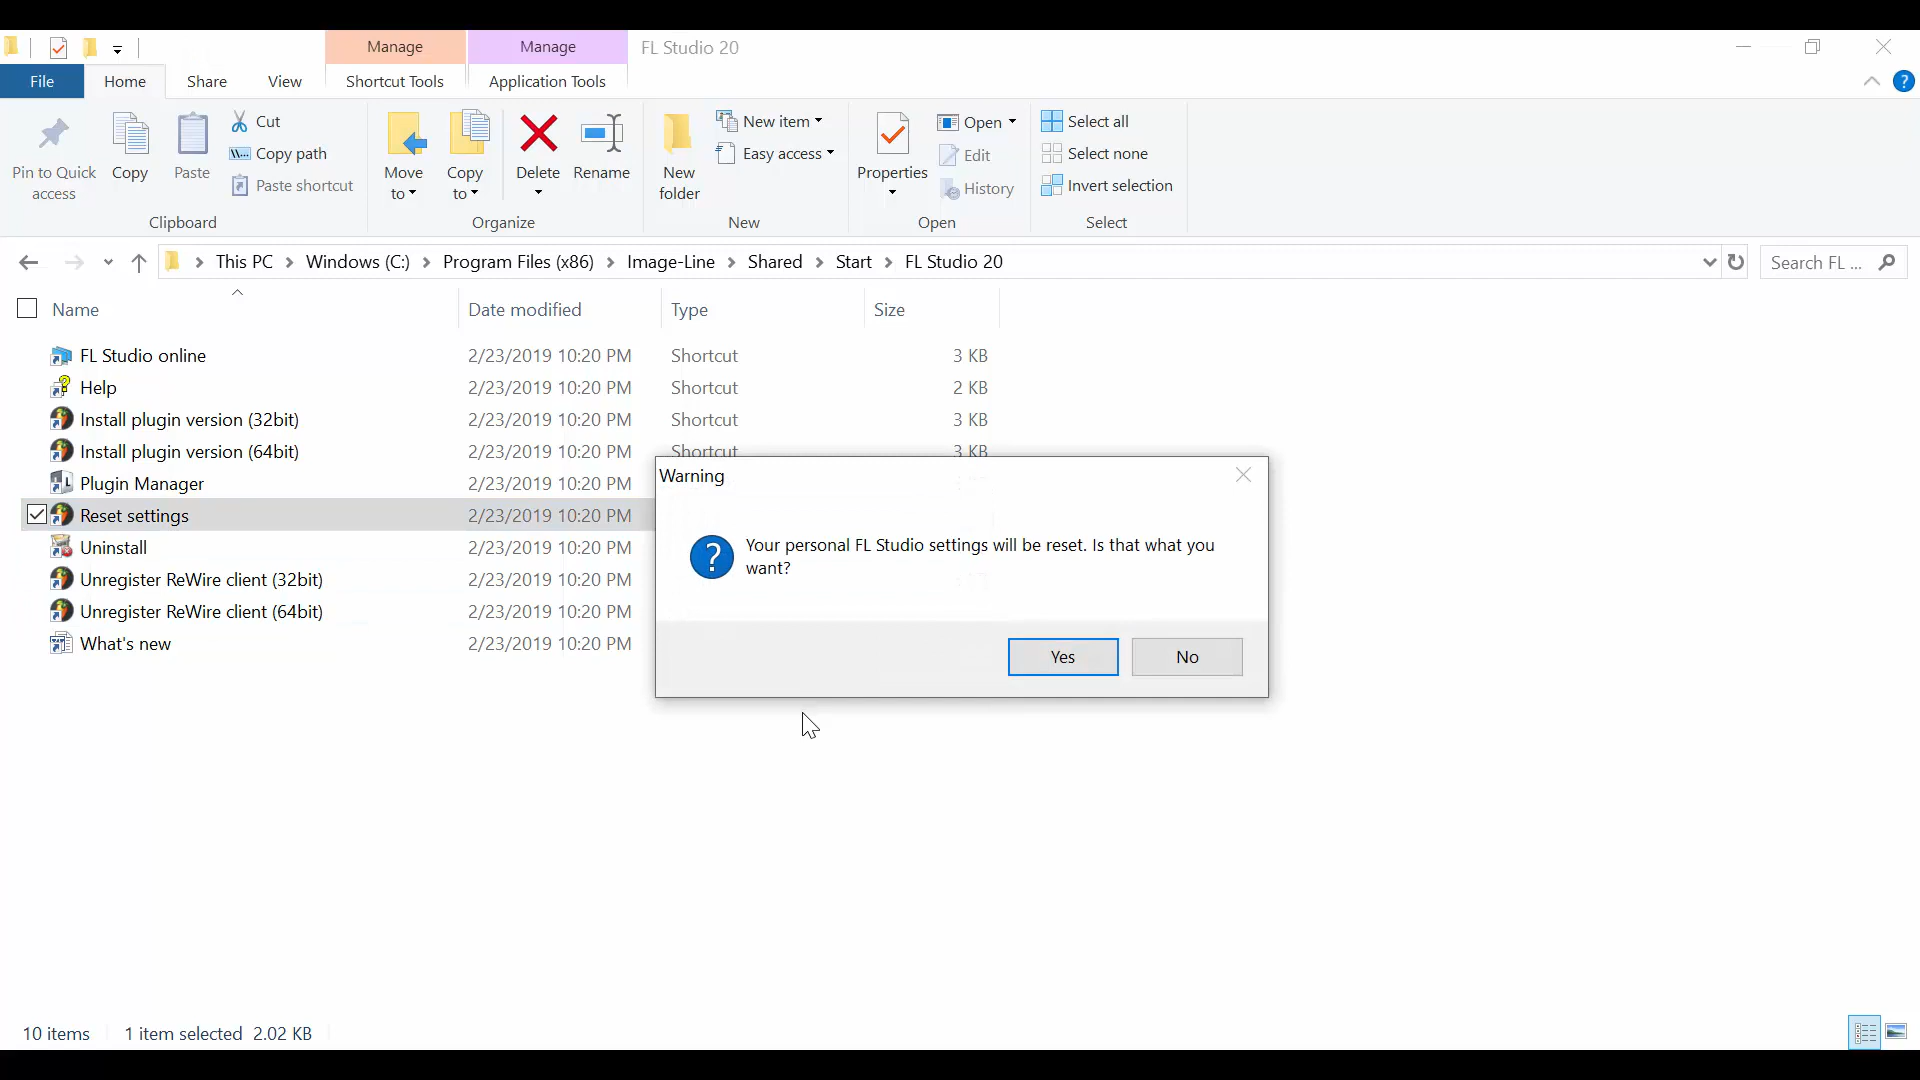 Manage
Manage
FL Studio 20
File
Home
Share
View
Shortcut Tools
Application Tools
?
Pin to Quick
access
Copy
Paste
Cut
Copy path
Paste shortcut
Clipboard
Move
to
Copy
to
Delete
Rename
Organize
New
folder
New item
Easy access
New
Properties
Open
Edit
History
Open
Select all
Select none
Invert selection
Select
This PC
Windows (C:)
Program Files (x86)
Image-Line
Shared
Start
FL Studio 20
Search FL ...
Name
Date modified
Type
Size
FL Studio online 2/23/2019 10:20 PM Shortcut 3 KB
Help 2/23/2019 10:20 PM Shortcut 2 KB
Install plugin version (32bit) 2/23/2019 10:20 PM Shortcut 3 KB
Install plugin version (64bit) 2/23/2019 10:20 PM Shortcut 3 KB
Plugin Manager 2/23/2019 10:20 PM
Reset settings 2/23/2019 10:20 PM
Uninstall 2/23/2019 10:20 PM
Unregister ReWire client (32bit) 2/23/2019 10:20 PM
Unregister ReWire client (64bit) 2/23/2019 10:20 PM
What's new 2/23/2019 10:20 PM
Warning
?
Your personal FL Studio settings will be reset. Is that what you
want?
Yes
No
10 items
1 item selected 2.02 KB